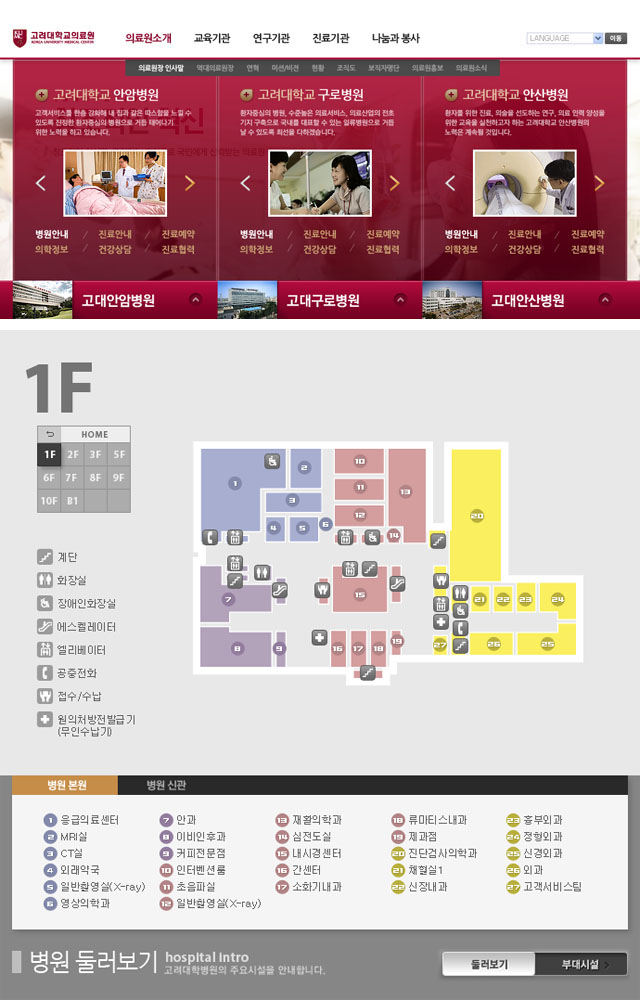 고려대학교의료원
KOREA UNIVERSITY MEDICAL CENTER
의료원소개 교육기관 연구기관 진료기관 나눔과 봉사
LANGUAGE 이동
의료원장 인사말 역대의료원장 연혁 미션/비전 현황 조직도 보직자명단 의료원홍보 의료원소식
고려대학교 안암병원
고객서비스를 한층 강화해 내 집과 같은 따스함을 느낄 수
있도록 진정한 환자중심의 병원으로 거듭 태어나기
위한 노력을 하고 있습니다.
병원안내 / 진료안내 / 진료예약
의학정보 / 건강상담 / 진료협력
고려대학교 구로병원
환자중심의 병원, 수준높은 의료서비스, 의료산업의 전초
기지 구축으로 국내를 대표할 수 있는 일류병원으로 거듭
날 수 있도록 최선을 다하겠습니다.
병원안내 / 진료안내 / 진료예약
의학정보 / 건강상담 / 진료협력
고려대학교 안산병원
환자를 위한 진료, 의술을 선도하는 연구, 의료 인력 양성을
위한 교육을 실현하고자 하는 고려대학교 안산병원의
노력은 계속될 것입니다.
병원안내 / 진료안내 / 진료예약
의학정보 / 건강상담 / 진료협력
고대안암병원 고대구로병원 고대안산병원
1F
HOME
1F 2F 3F 5F
6F 7F 8F 9F
10F B1
계단
화장실
장애인화장실
에스켈레이터
엘리베이터
공중전화
접수/수납
원외처방전발급기
(무인수납기)
1 2 3 4 5 6
7 8 9
10 11 12 13 14 15
16 17 18 19
20 21 22 23 24
25 26 27
병원 본원 병원 신관
1 응급의료센터
2 MRI실
3 CT실
4 외래약국
5 일반촬영실(X-ray)
6 영상의학과
7 안과
8 이비인후과
9 커피전문점
10 인터벤션룸
11 초음파실
12 일반촬영실(X-ray)
13 재활의학과
14 심전도실
15 내시경센터
16 간센터
17 소화기내과
18 류마티스내과
19 제과점
20 진단검사의학과
21 채혈실1
22 신장내과
23 흉부외과
24 정형외과
25 신경외과
26 외과
27 고객서비스팀
병원 둘러보기 hospital intro
고려대학병원의 주요시설을 안내합니다.
둘러보기 부대시설 >